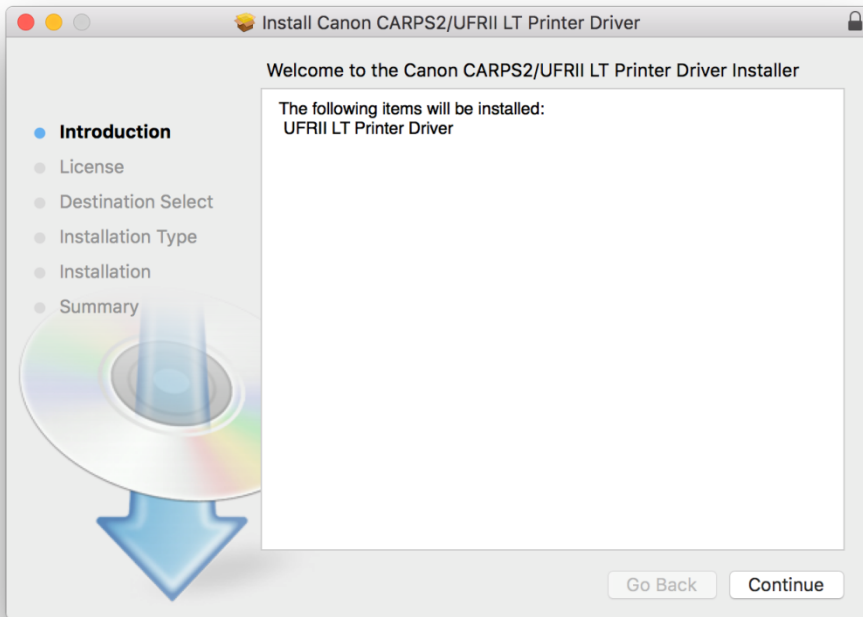 Install Canon CARPS2/UFRII LT Printer Driver
Welcome to the Canon CARPS2/UFRII LT Printer Driver Installer
Introduction
License
Destination Select
Installation Type
Installation
Summary
The following items will be installed:
UFRII LT Printer Driver
Go Back
Continue